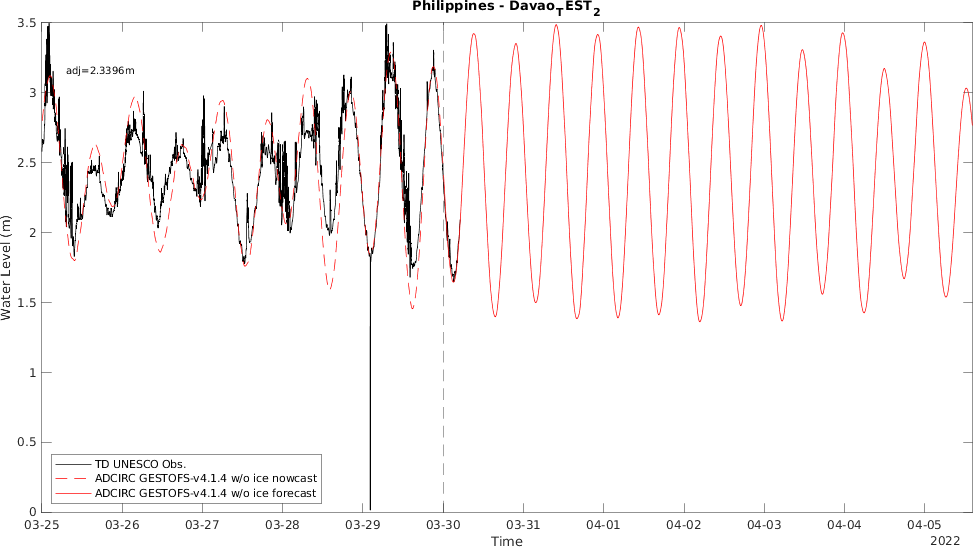 Philippines - Davao_TEST_2
3.5
adj=2.3396m
3
2.5
2
Water Level (m)
1.5
1
0.5
TD UNESCO Obs.
ADCIRC GESTOFS-v4.1.4 w/o ice nowcast
ADCIRC GESTOFS-v4.1.4 w/o ice forecast
0
03-25 03-26 03-27 03-28 03-29 03-30 03-31 04-01 04-02 04-03 04-04 04-05
Time
2022